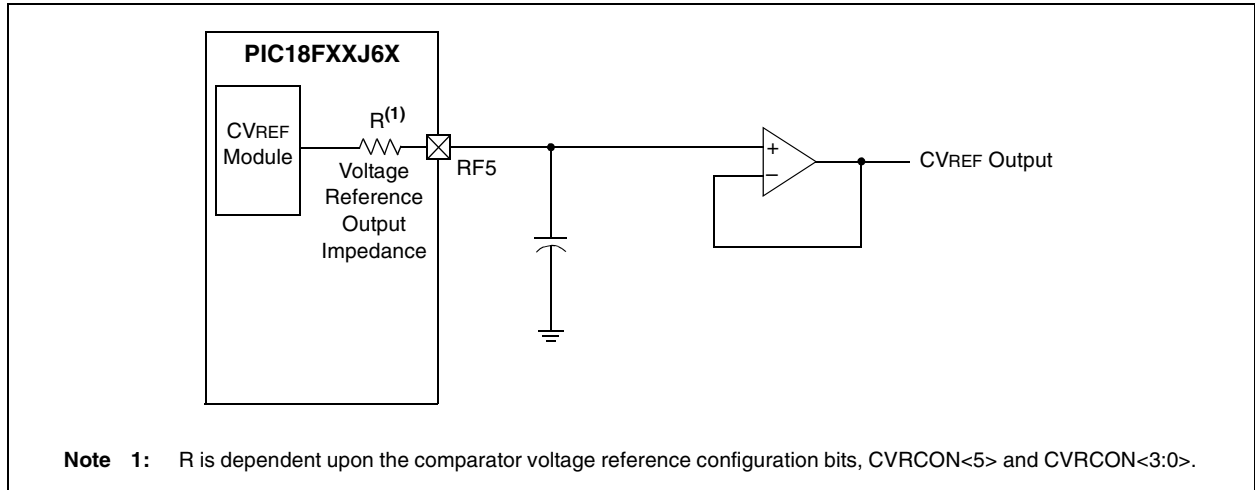 PIC18FXXJ6X
CVREF
Module
R(1)
Voltage
Reference
Output
Impedance
RF5
+
–
CVREF Output
Note 1: R is dependent upon the comparator voltage reference configuration bits, CVRCON<5> and CVRCON<3:0>.